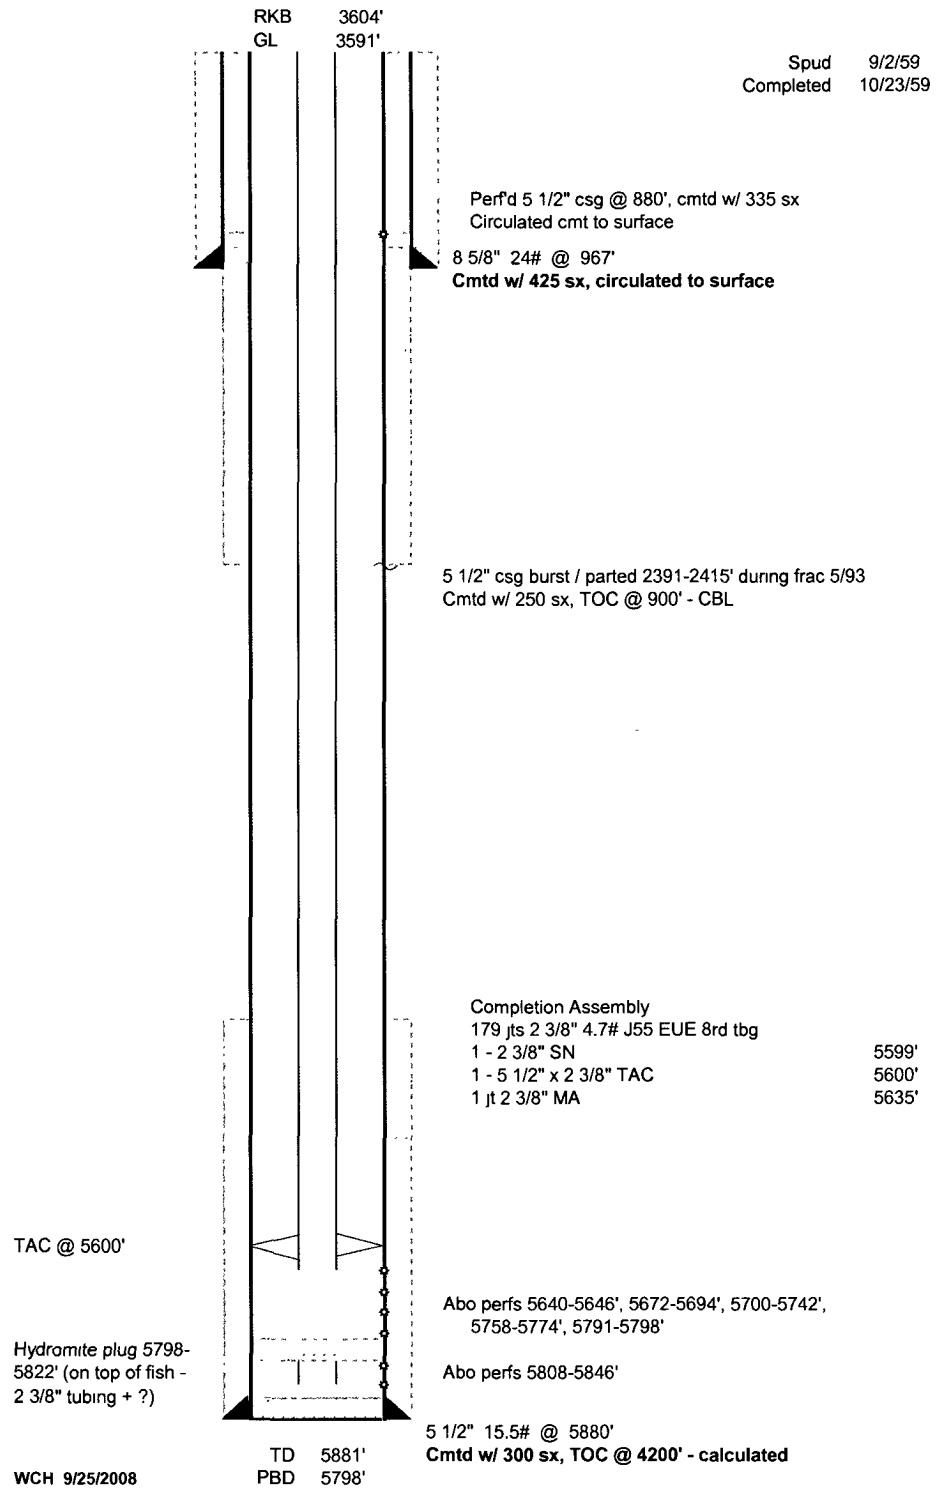 RKB 3604'
GL 3591'
Spud 9/2/59
Completed 10/23/59
Perf'd 5 1/2" csg @ 880', cmtd w/ 335 sx
Circulated cmt to surface
8 5/8" 24# @ 967'
Cmtd w/ 425 sx, circulated to surface
5 1/2" csg burst / parted 2391-2415' during frac 5/93
Cmtd w/ 250 sx, TOC @ 900' - CBL
Completion Assembly
179 jts 2 3/8" 4.7# J55 EUE 8rd tbg
1 - 2 3/8" SN 5599'
1 - 5 1/2" x 2 3/8" TAC 5600'
1 jt 2 3/8" MA 5635'
TAC @ 5600'
Abo perfs 5640-5646', 5672-5694', 5700-5742',
5758-5774', 5791-5798'
Hydromite plug 5798-
5822' (on top of fish -
2 3/8" tubing + ?)
Abo perfs 5808-5846'
5 1/2" 15.5# @ 5880'
Cmtd w/ 300 sx, TOC @ 4200' - calculated
TD 5881'
PBD 5798'
WCH 9/25/2008